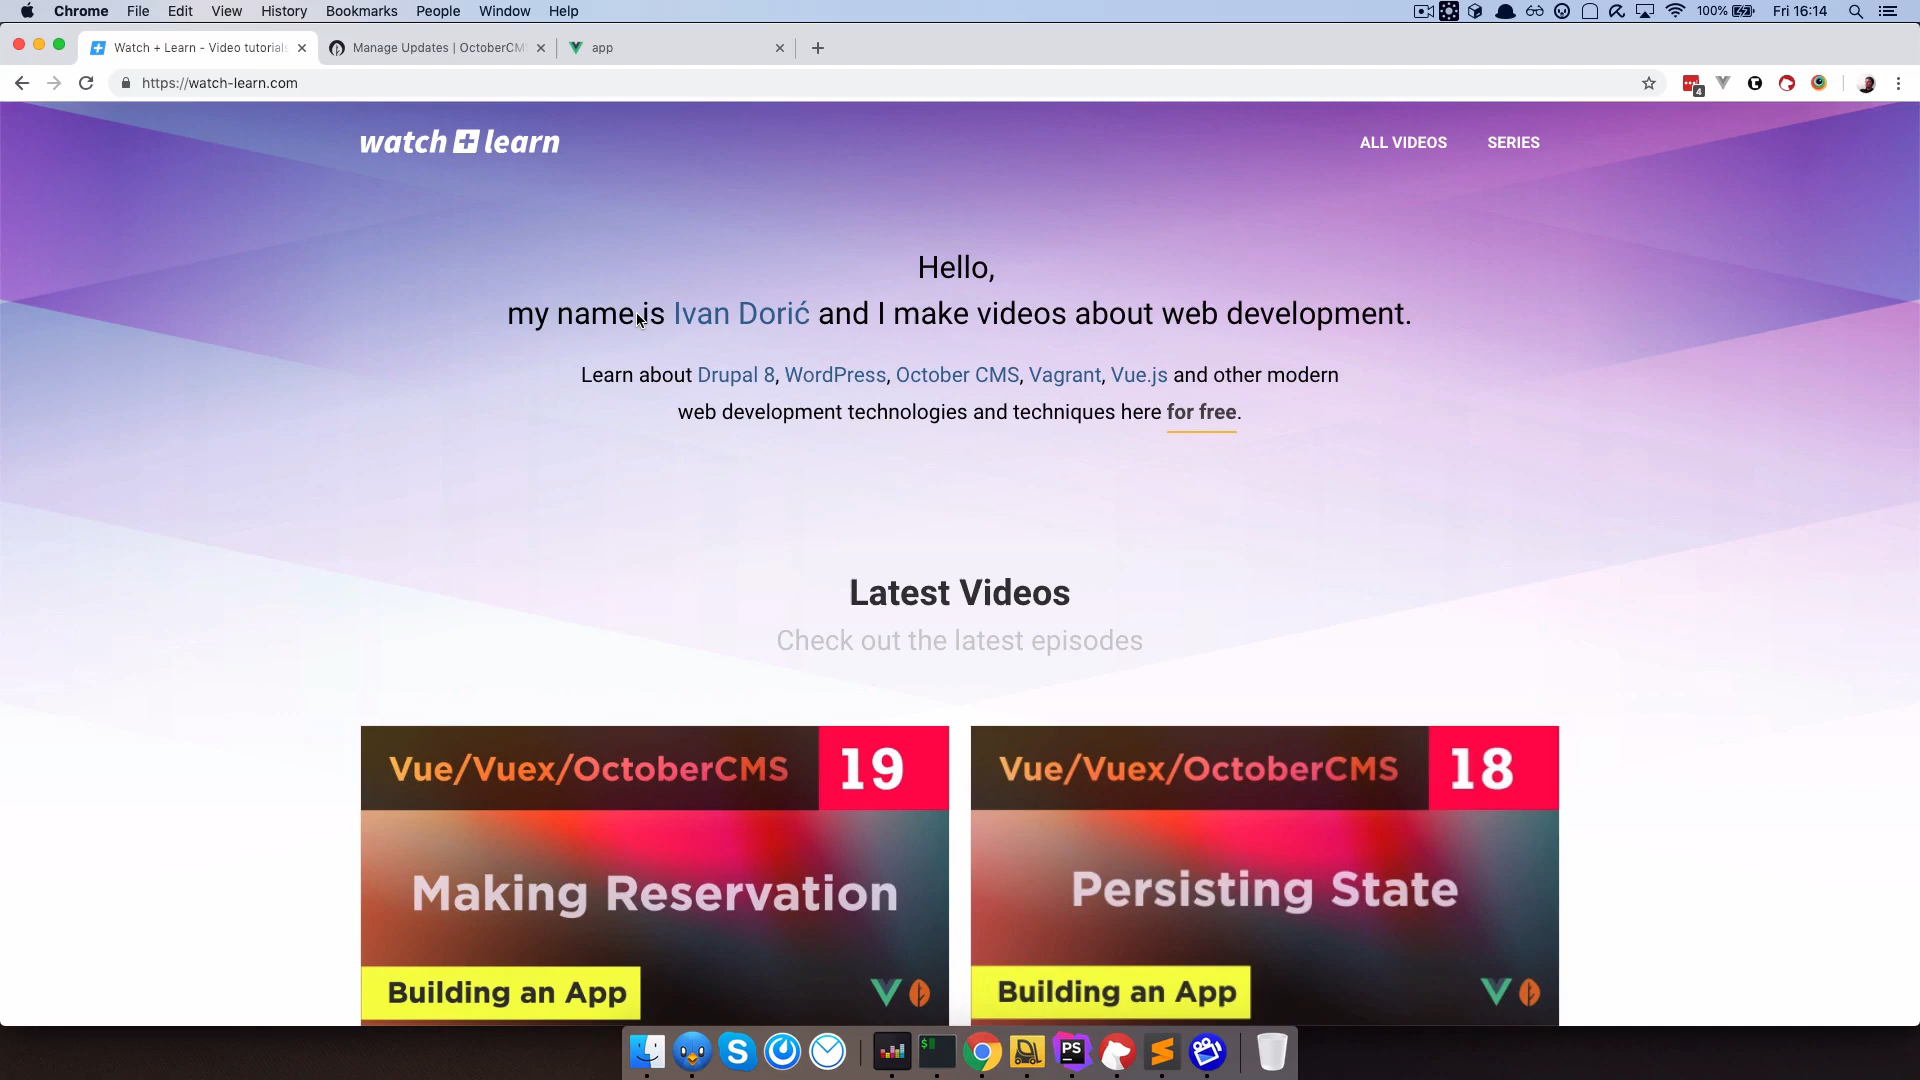 Chrome File Edit View History Bookmarks People Window Help
100% Fri 16:14
Watch + Learn - Video tutorials
Manage Updates | OctoberCM
app
https://watch-learn.com
4
watch + learn
ALL VIDEOS SERIES
Hello,
my name is Ivan Dorić and I make videos about web development.
Learn about Drupal 8, WordPress, October CMS, Vagrant, Vue.js and other modern
web development technologies and techniques here for free.
Latest Videos
Check out the latest episodes
Vue/Vuex/OctoberCMS 19
Making Reservation
Building an App
Vue/Vuex/OctoberCMS 18
Persisting State
Building an App
$
PS